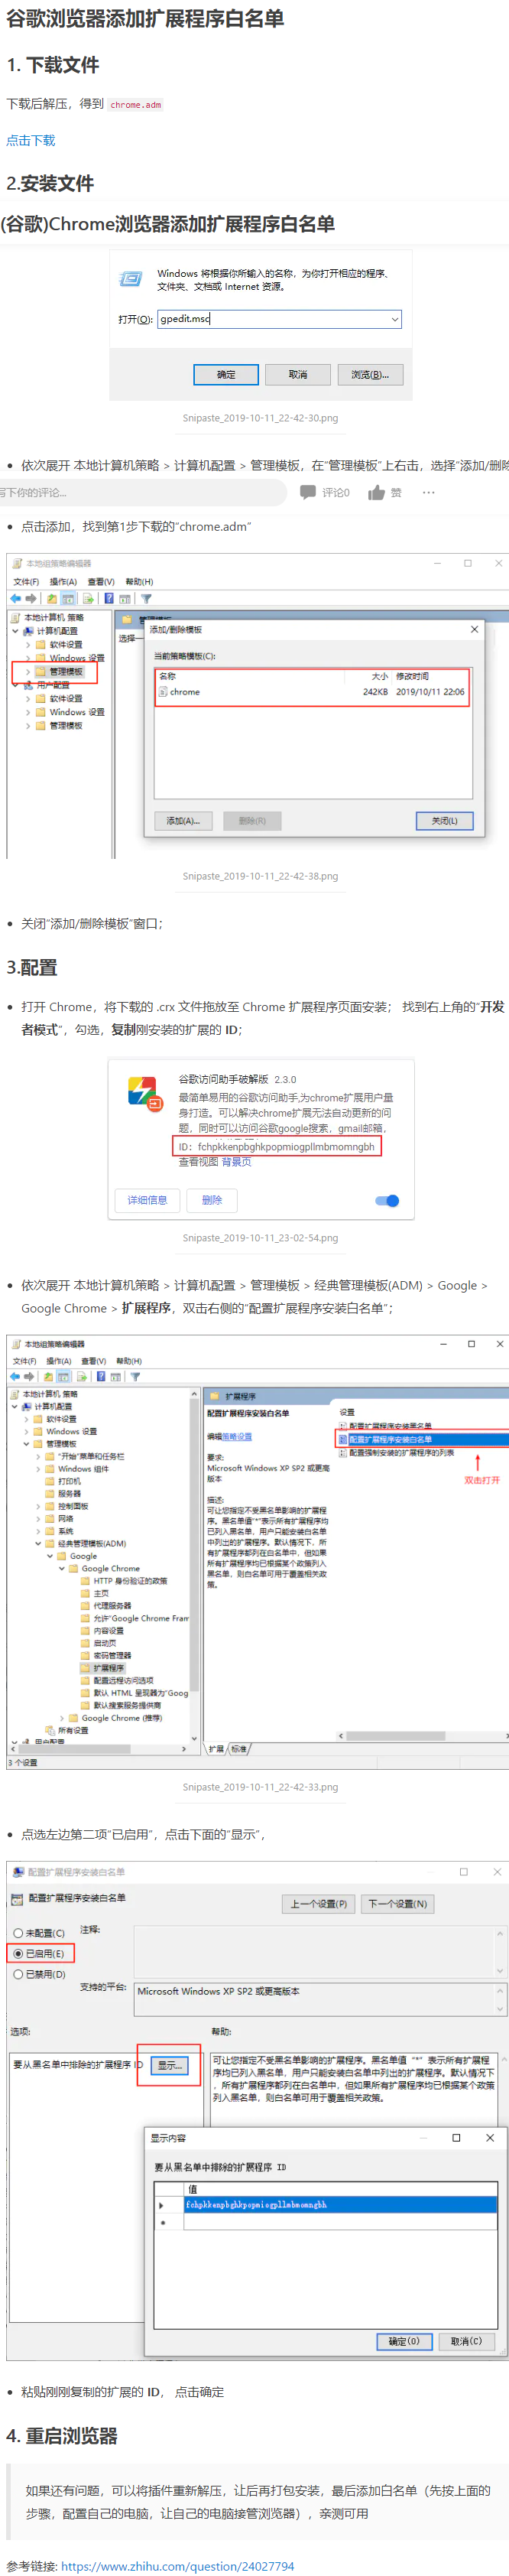 谷歌浏览器添加扩展程序白名单
1. 下载文件
下载后解压，得到 chrome.adm
点击下载
2.安装文件
(谷歌)Chrome浏览器添加扩展程序白名单
Windows 将根据你所输入的名称，为你打开相应的程序、
文件夹、文档或 Internet 资源。
打开(O): gpedit.msc
确定 取消 浏览(B)...
Snipaste_2019-10-11_22-42-30.png
依次展开 本地计算机策略 > 计算机配置 > 管理模板，在“管理模板”上右击，选择“添加/删除
写下你的评论... 评论0 赞 ...
点击添加，找到第1步下载的“chrome.adm”
本地组策略编辑器
文件(F) 操作(A) 查看(V) 帮助(H)
本地计算机 策略
计算机配置
软件设置
Windows 设置
管理模板
用户配置
软件设置
Windows 设置
管理模板
管理模板
选择一
添加/删除模板
当前策略模板(C):
名称 大小 修改时间
chrome 242KB 2019/10/11 22:06
添加(A)... 删除(R) 关闭(L)
Snipaste_2019-10-11_22-42-38.png
关闭“添加/删除模板”窗口；
3.配置
打开 Chrome，将下载的 .crx 文件拖放至 Chrome 扩展程序页面安装； 找到右上角的“开发
者模式”，勾选，复制刚安装的扩展的 ID；
谷歌访问助手破解版 2.3.0
最简单易用的谷歌访问助手,为chrome扩展用户量
身打造。可以解决chrome扩展无法自动更新的问
题，同时可以访问谷歌google搜索，gmail邮箱，
ID：fchpkkenpbghkpopmiogpllmbmomngbh
查看视图 背景页
详细信息 删除
Snipaste_2019-10-11_23-02-54.png
依次展开 本地计算机策略 > 计算机配置 > 管理模板 > 经典管理模板(ADM) > Google >
Google Chrome > 扩展程序，双击右侧的“配置扩展程序安装白名单”；
本地组策略编辑器
文件(F) 操作(A) 查看(V) 帮助(H)
本地计算机 策略
计算机配置
软件设置
Windows 设置
管理模板
"开始"菜单和任务栏
Windows 组件
打印机
服务器
控制面板
网络
系统
经典管理模板(ADM)
Google
Google Chrome
HTTP 身份验证的政策
主页
代理服务器
允许"Google Chrome Fram
内容设置
启动页
密码管理器
扩展程序
配置远程访问选项
默认 HTML 呈现器为"Goog
默认搜索服务提供商
Google Chrome (推荐)
所有设置
用户配置
扩展程序
配置扩展程序安装白名单
编辑策略设置
要求:
Microsoft Windows XP SP2 或更高
版本
描述:
可让您指定不受黑名单影响的扩展程
序。黑名单值"*"表示所有扩展程序均
已列入黑名单，用户只能安装白名单
中列出的扩展程序。默认情况下，所
有扩展程序都列在白名单中，但如果
所有扩展程序均已根据某个政策列入
黑名单，则白名单可用于覆盖相关政
策。
设置
配置扩展程序安装黑名单
配置扩展程序安装白名单
配置强制安装的扩展程序的列表
双击打开
扩展 标准
3 个设置
Snipaste_2019-10-11_22-42-33.png
点选左边第二项“已启用”，点击下面的“显示”，
配置扩展程序安装白名单
配置扩展程序安装白名单
上一个设置(P) 下一个设置(N)
未配置(C) 注释:
已启用(E)
已禁用(D)
支持的平台: Microsoft Windows XP SP2 或更高版本
选项: 帮助:
要从黑名单中排除的扩展程序 ID 显示...
可让您指定不受黑名单影响的扩展程序。黑名单值 "*" 表示所有扩展程
序均已列入黑名单，用户只能安装白名单中列出的扩展程序。默认情况下
，所有扩展程序都列在白名单中，但如果所有扩展程序均已根据某个政策
列入黑名单，则白名单可用于覆盖相关政策。
显示内容
要从黑名单中排除的扩展程序 ID
值
fchpkkenpbghkpopmiogpllmbmomngbh
确定(O) 取消(C)
粘贴刚刚复制的扩展的 ID， 点击确定
4. 重启浏览器
如果还有问题，可以将插件重新解压，让后再打包安装，最后添加白名单（先按上面的
步骤，配置自己的电脑，让自己的电脑接管浏览器），亲测可用
参考链接: https://www.zhihu.com/question/24027794